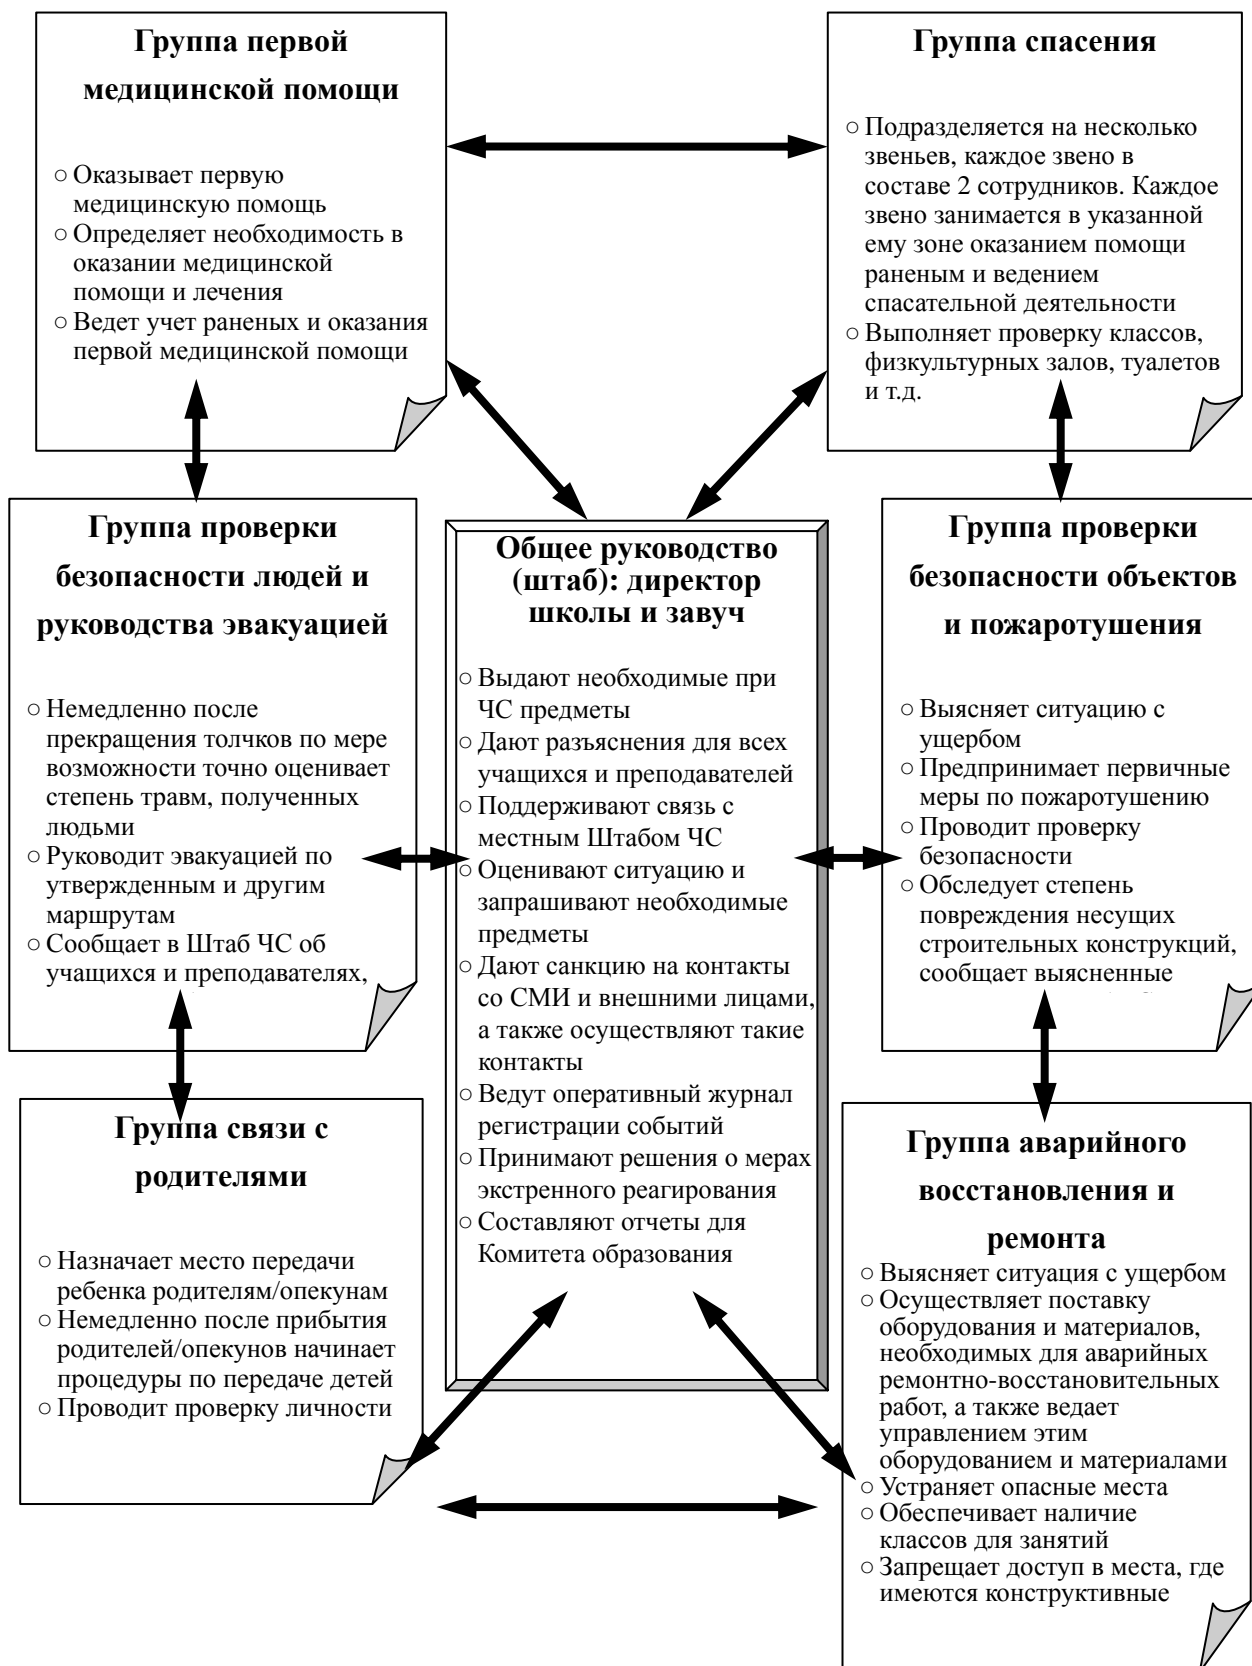 Группа первой
медицинской помощи
○ Оказывает первую
медицинскую помощь
○ Определяет необходимость в
оказании медицинской
помощи и лечения
○ Ведет учет раненых и оказания
первой медицинской помощи
Группа спасения
○ Подразделяется на несколько
звеньев, каждое звено в
составе 2 сотрудников. Каждое
звено занимается в указанной
ему зоне оказанием помощи
раненым и ведением
спасательной деятельности
○ Выполняет проверку классов,
физкультурных залов, туалетов
и т.д.
Группа проверки
безопасности людей и
руководства эвакуацией
○ Немедленно после
прекращения толчков по мере
возможности точно оценивает
степень травм, полученных
людьми
○ Руководит эвакуацией по
утвержденным и другим
маршрутам
○ Сообщает в Штаб ЧС об
учащихся и преподавателях,
Общее руководство
(штаб): директор
школы и завуч
○ Выдают необходимые при
ЧС предметы
○ Дают разъяснения для всех
учащихся и преподавателей
○ Поддерживают связь с
местным Штабом ЧС
○ Оценивают ситуацию и
запрашивают необходимые
предметы
○ Дают санкцию на контакты
со СМИ и внешними лицами,
а также осуществляют такие
контакты
○ Ведут оперативный журнал
регистрации событий
○ Принимают решения о мерах
экстренного реагирования
○ Составляют отчеты для
Комитета образования
Группа проверки
безопасности объектов
и пожаротушения
○ Выясняет ситуацию с
ущербом
○ Предпринимает первичные
меры по пожаротушению
○ Проводит проверку
безопасности
○ Обследует степень
повреждения несущих
строительных конструкций,
сообщает выясненные
Группа связи с
родителями
○ Назначает место передачи
ребенка родителям/опекунам
○ Немедленно после прибытия
родителей/опекунов начинает
процедуры по передаче детей
○ Проводит проверку личности
Группа аварийного
восстановления и
ремонта
○ Выясняет ситуация с ущербом
○ Осуществляет поставку
оборудования и материалов,
необходимых для аварийных
ремонтно-восстановительных
работ, а также ведает
управлением этим
оборудованием и материалами
○ Устраняет опасные места
○ Обеспечивает наличие
классов для занятий
○ Запрещает доступ в места, где
имеются конструктивные